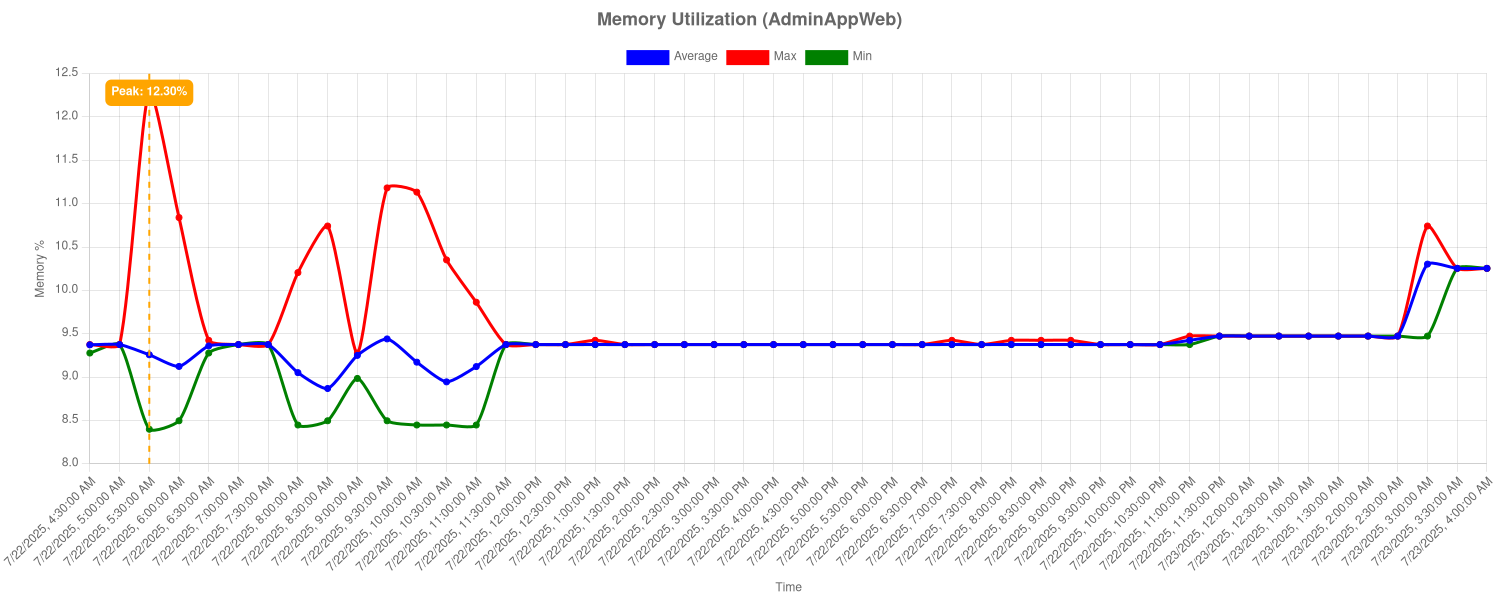 Memory Utilization (AdminAppWeb)
Average Max Min
12.5
Peak: 12.30%
12.0
11.5
11.0
10.5
10.0
9.5
9.0
8.5
8.0
Memory %
7/22/2025, 4:30:00 AM
7/22/2025, 5:00:00 AM
7/22/2025, 5:30:00 AM
7/22/2025, 6:00:00 AM
7/22/2025, 6:30:00 AM
7/22/2025, 7:00:00 AM
7/22/2025, 7:30:00 AM
7/22/2025, 8:00:00 AM
7/22/2025, 8:30:00 AM
7/22/2025, 9:00:00 AM
7/22/2025, 9:30:00 AM
7/22/2025, 10:00:00 AM
7/22/2025, 10:30:00 AM
7/22/2025, 11:00:00 AM
7/22/2025, 11:30:00 AM
7/22/2025, 12:00:00 PM
7/22/2025, 12:30:00 PM
7/22/2025, 1:00:00 PM
7/22/2025, 1:30:00 PM
7/22/2025, 2:00:00 PM
7/22/2025, 2:30:00 PM
7/22/2025, 3:00:00 PM
7/22/2025, 3:30:00 PM
7/22/2025, 4:00:00 PM
7/22/2025, 4:30:00 PM
7/22/2025, 5:00:00 PM
7/22/2025, 5:30:00 PM
7/22/2025, 6:00:00 PM
7/22/2025, 6:30:00 PM
7/22/2025, 7:00:00 PM
7/22/2025, 7:30:00 PM
7/22/2025, 8:00:00 PM
7/22/2025, 8:30:00 PM
7/22/2025, 9:00:00 PM
7/22/2025, 9:30:00 PM
7/22/2025, 10:00:00 PM
7/22/2025, 10:30:00 PM
7/22/2025, 11:00:00 PM
7/22/2025, 11:30:00 PM
7/23/2025, 12:00:00 AM
7/23/2025, 12:30:00 AM
7/23/2025, 1:00:00 AM
7/23/2025, 1:30:00 AM
7/23/2025, 2:00:00 AM
7/23/2025, 2:30:00 AM
7/23/2025, 3:00:00 AM
7/23/2025, 3:30:00 AM
7/23/2025, 4:00:00 AM
Time